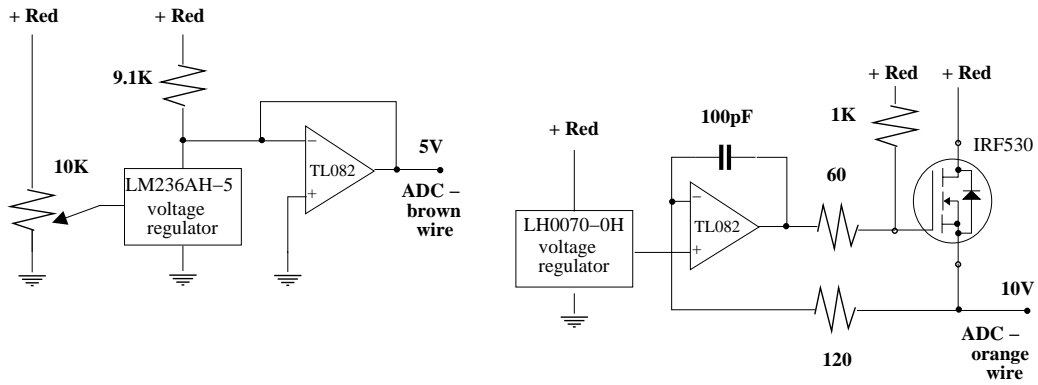 + Red
+ Red
9.1K
10K
LM236AH−5
voltage
regulator
−
TL082
+
5V
ADC −
brown
wire
+ Red
+ Red
+ Red
100pF
1K
IRF530
60
LH0070−0H
voltage
regulator
−
TL082
+
10V
120
ADC −
orange
wire